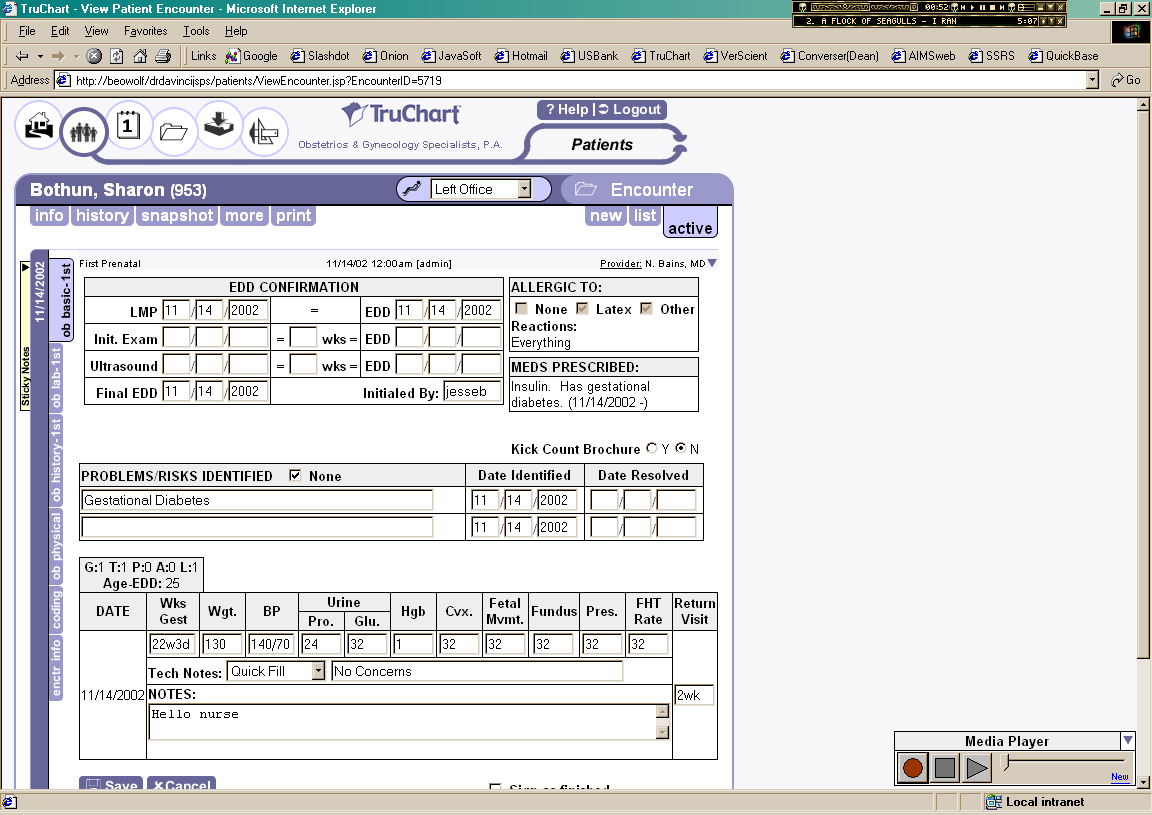 TruChart - View Patient Encounter - Microsoft Internet Explorer
00:52
2. A FLOCK OF SEAGULLS - I RAN 5:07
File Edit View Favorites Tools Help
Links Google Slashdot Onion JavaSoft Hotmail USBank TruChart VerScient Converser(Dean) AIMSweb SSRS QuickBase
Address http://beowolf/drdavincijsps/patients/ViewEncounter.jsp?EncounterID=5719 Go
1
TruChart
? Help | Logout
Obstetrics & Gynecology Specialists, P.A.
Patients
Bothun, Sharon (953) Left Office Encounter
info history snapshot more print new list active
Sticky Notes
11/14/2002
ob basic-1st
ob lab-1st
ob history-1st
ob physical
coding
enctr info
First Prenatal 11/14/02 12:00am [admin] Provider: N. Bains, MD
EDD CONFIRMATION
LMP 11 / 14 / 2002 = EDD 11 / 14 / 2002
Init. Exam / / = wks = EDD / /
Ultrasound / / = wks = EDD / /
Final EDD 11 / 14 / 2002 Initialed By: jesseb
ALLERGIC TO:
None Latex Other
Reactions:
Everything
MEDS PRESCRIBED:
Insulin. Has gestational
diabetes. (11/14/2002 -)
Kick Count Brochure Y N
PROBLEMS/RISKS IDENTIFIED None Date Identified Date Resolved
Gestational Diabetes 11 / 14 / 2002 / /
11 / 14 / 2002 / /
G:1 T:1 P:0 A:0 L:1
Age-EDD: 25
DATE Wks Gest Wgt. BP Urine Pro. Glu. Hgb Cvx. Fetal Mvmt. Fundus Pres. FHT Rate Return Visit
22w3d 130 140/70 24 32 1 32 32 32 32 32
Tech Notes: Quick Fill No Concerns
11/14/2002 NOTES: 2wk
Hello nurse
Save Cancel Sign as finished
Media Player
New
Local intranet